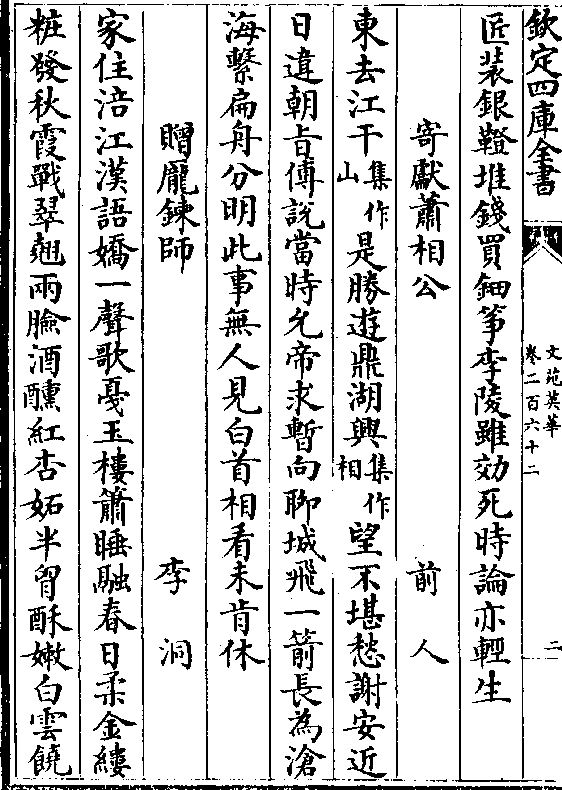 欽定四庫全書
文苑英華
卷二百六十二
二
匠裝銀鞳堆錢買鈿箏李陵雖効死時論亦輕生
寄獻蕭相公 前人
東去江干集作山是勝遊鼎湖興集作相望不堪愁謝安近
日違朝旨傅說當時允帝求暫向聊城飛一箭長為滄
海繫扁舟分明此事無人見白首相看未肯休
贈龐鍊師 李洞
家住涪江漢語嬌一聲歌戞玉樓簫睡融春日柔金縷
粧發秋霞戰翠翹兩臉酒醺紅杏妬半胷酥嫩白雲饒